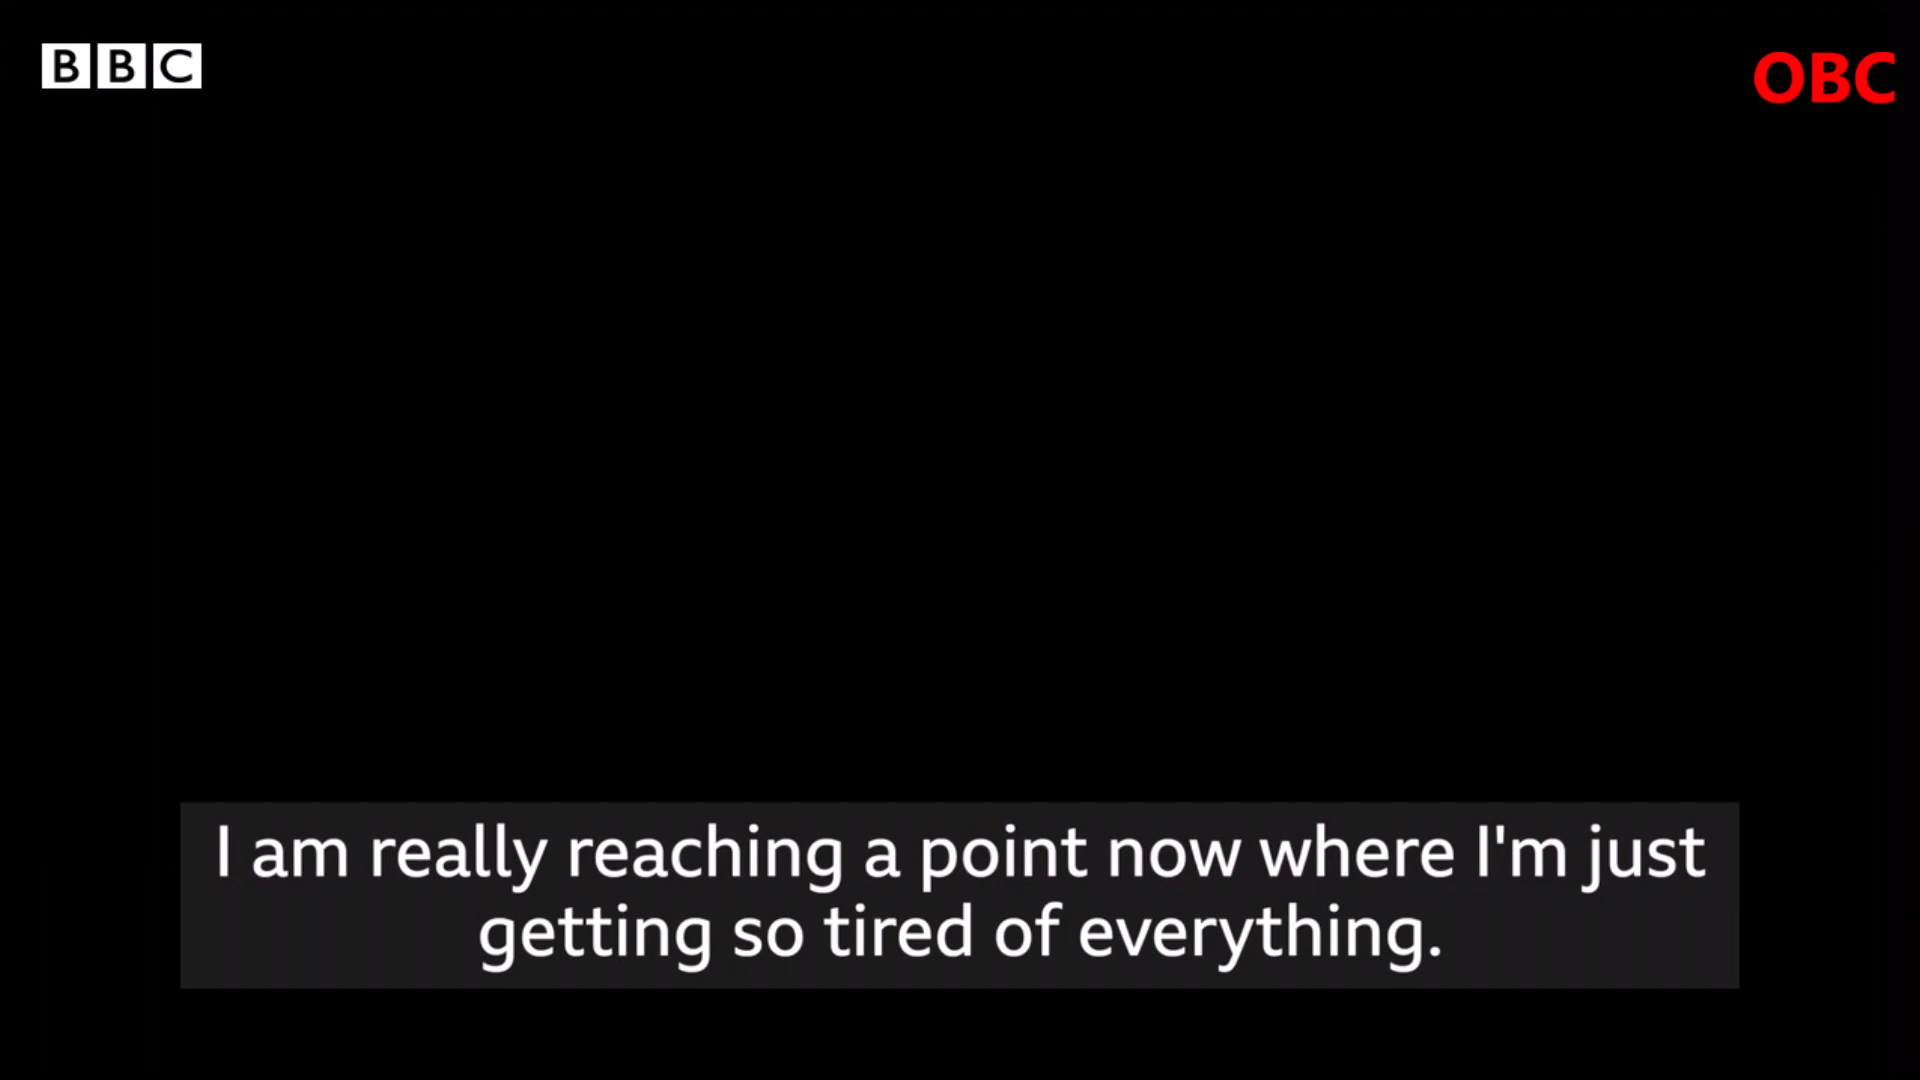 BBC
OBC
I am really reaching a point now where I'm just
getting so tired of everything.